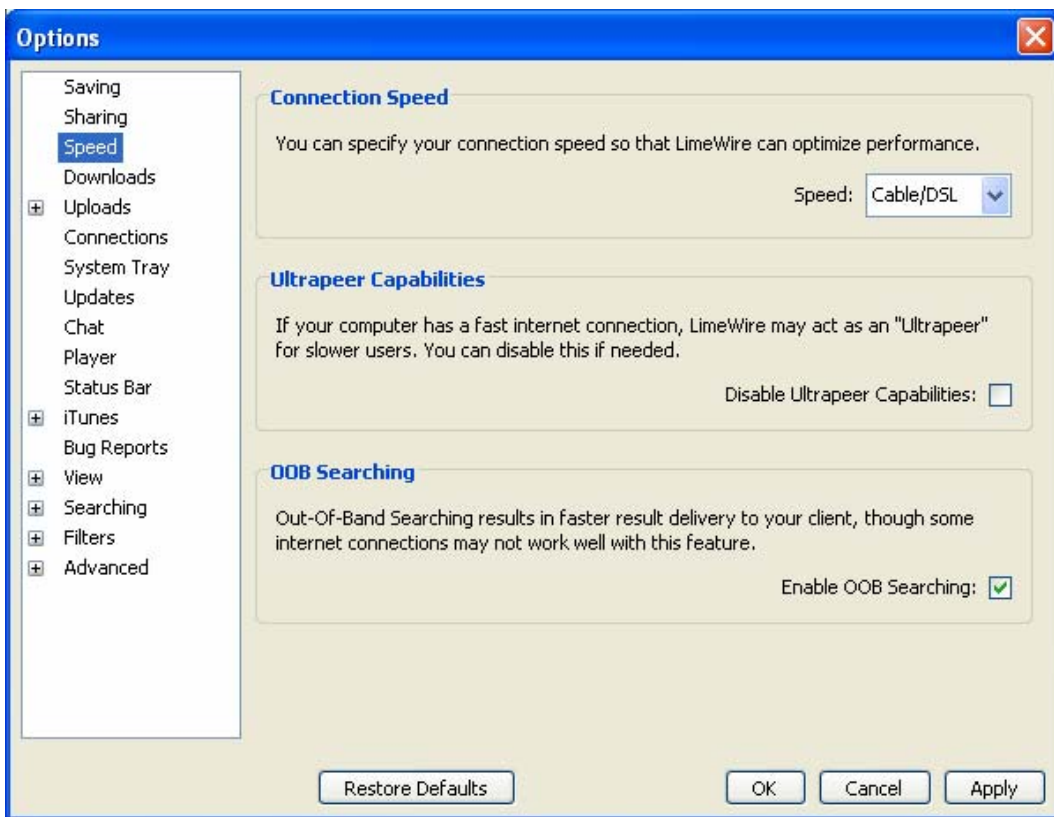 Options
Saving
Sharing
Speed
Downloads
Uploads
Connections
System Tray
Updates
Chat
Player
Status Bar
iTunes
Bug Reports
View
Searching
Filters
Advanced
Connection Speed
You can specify your connection speed so that LimeWire can optimize performance.
Speed: Cable/DSL
Ultrapeer Capabilities
If your computer has a fast internet connection, LimeWire may act as an "Ultrapeer"
for slower users. You can disable this if needed.
Disable Ultrapeer Capabilities:
OOB Searching
Out-Of-Band Searching results in faster result delivery to your client, though some
internet connections may not work well with this feature.
Enable OOB Searching:
Restore Defaults
OK
Cancel
Apply